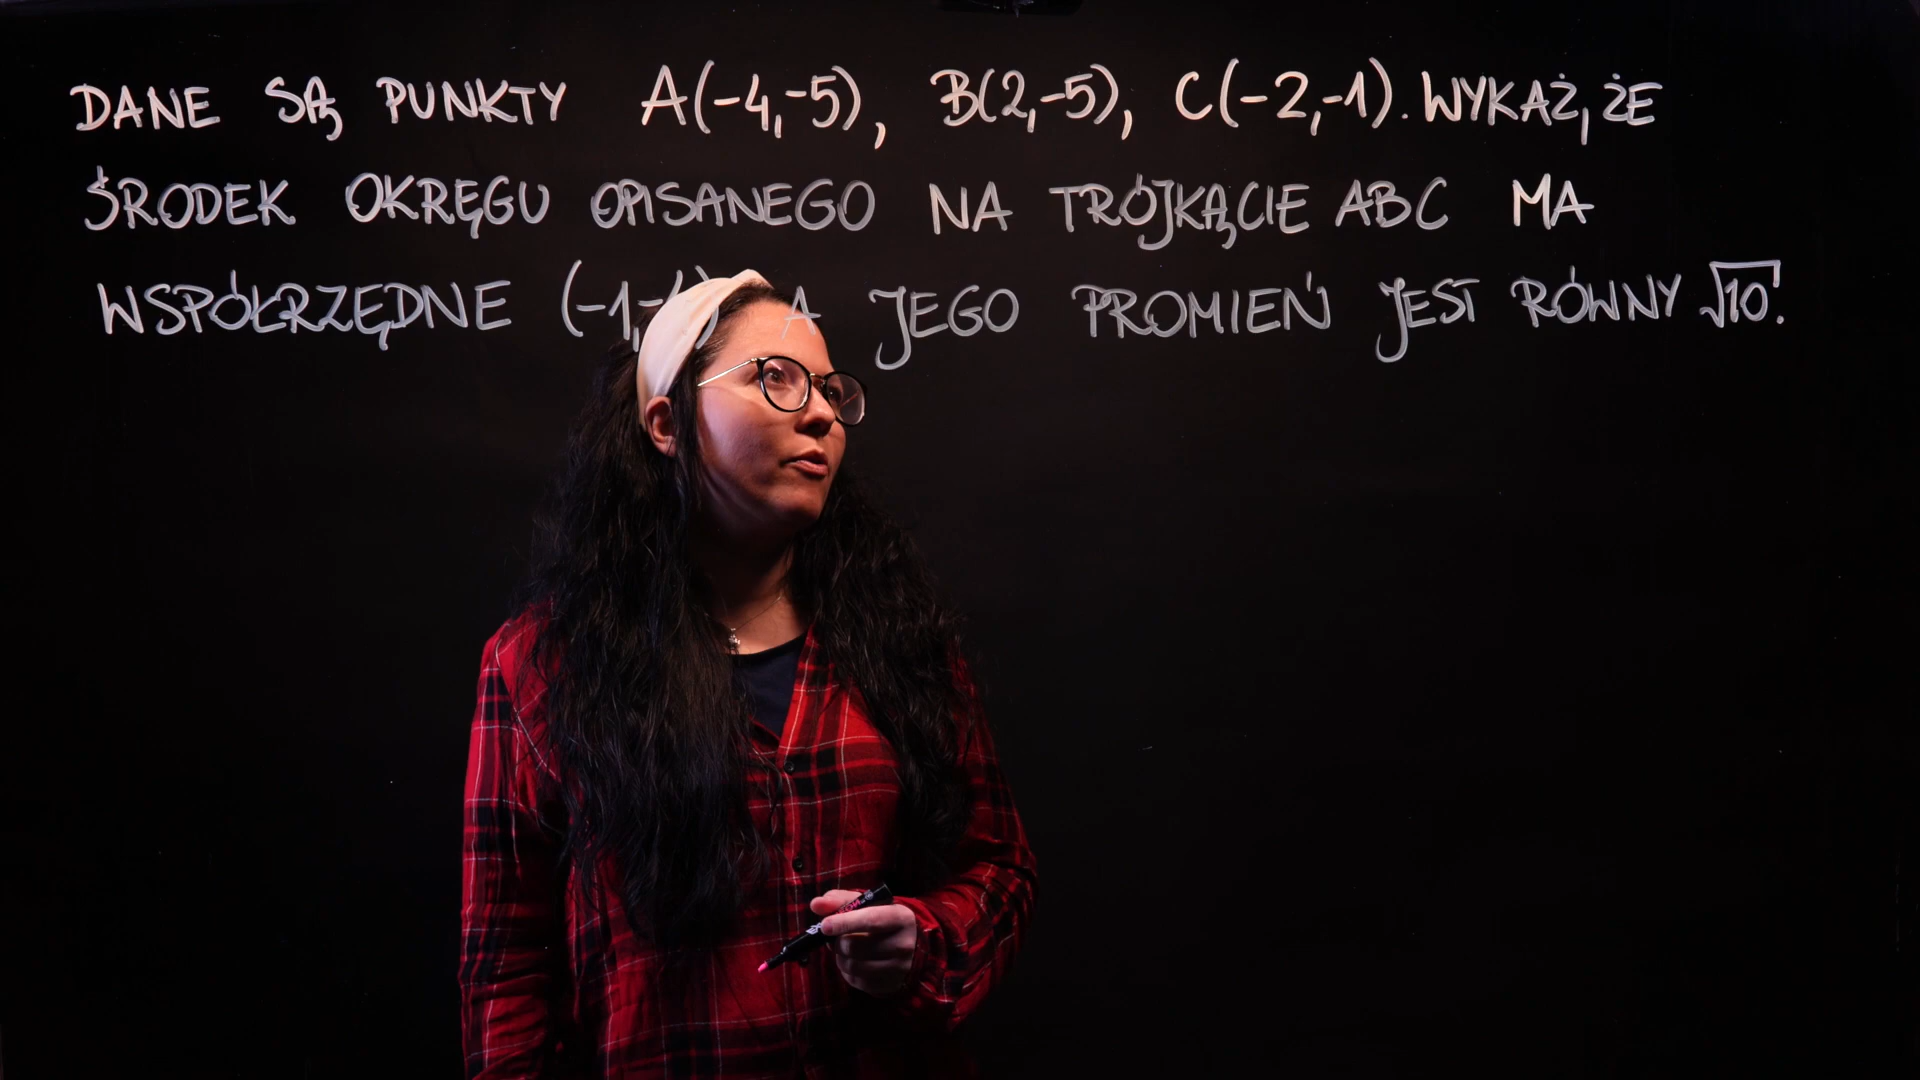 DANE SĄ PUNKTY A(-4,-5), B(2,-5), C(-2,-1). WYKAŻ, ŻE
ŚRODEK OKRĘGU OPISANEGO NA TRÓJKĄCIE ABC MA
WSPÓŁRZĘDNE (-1,- ) A JEGO PROMIEŃ JEST RÓWNY √10.